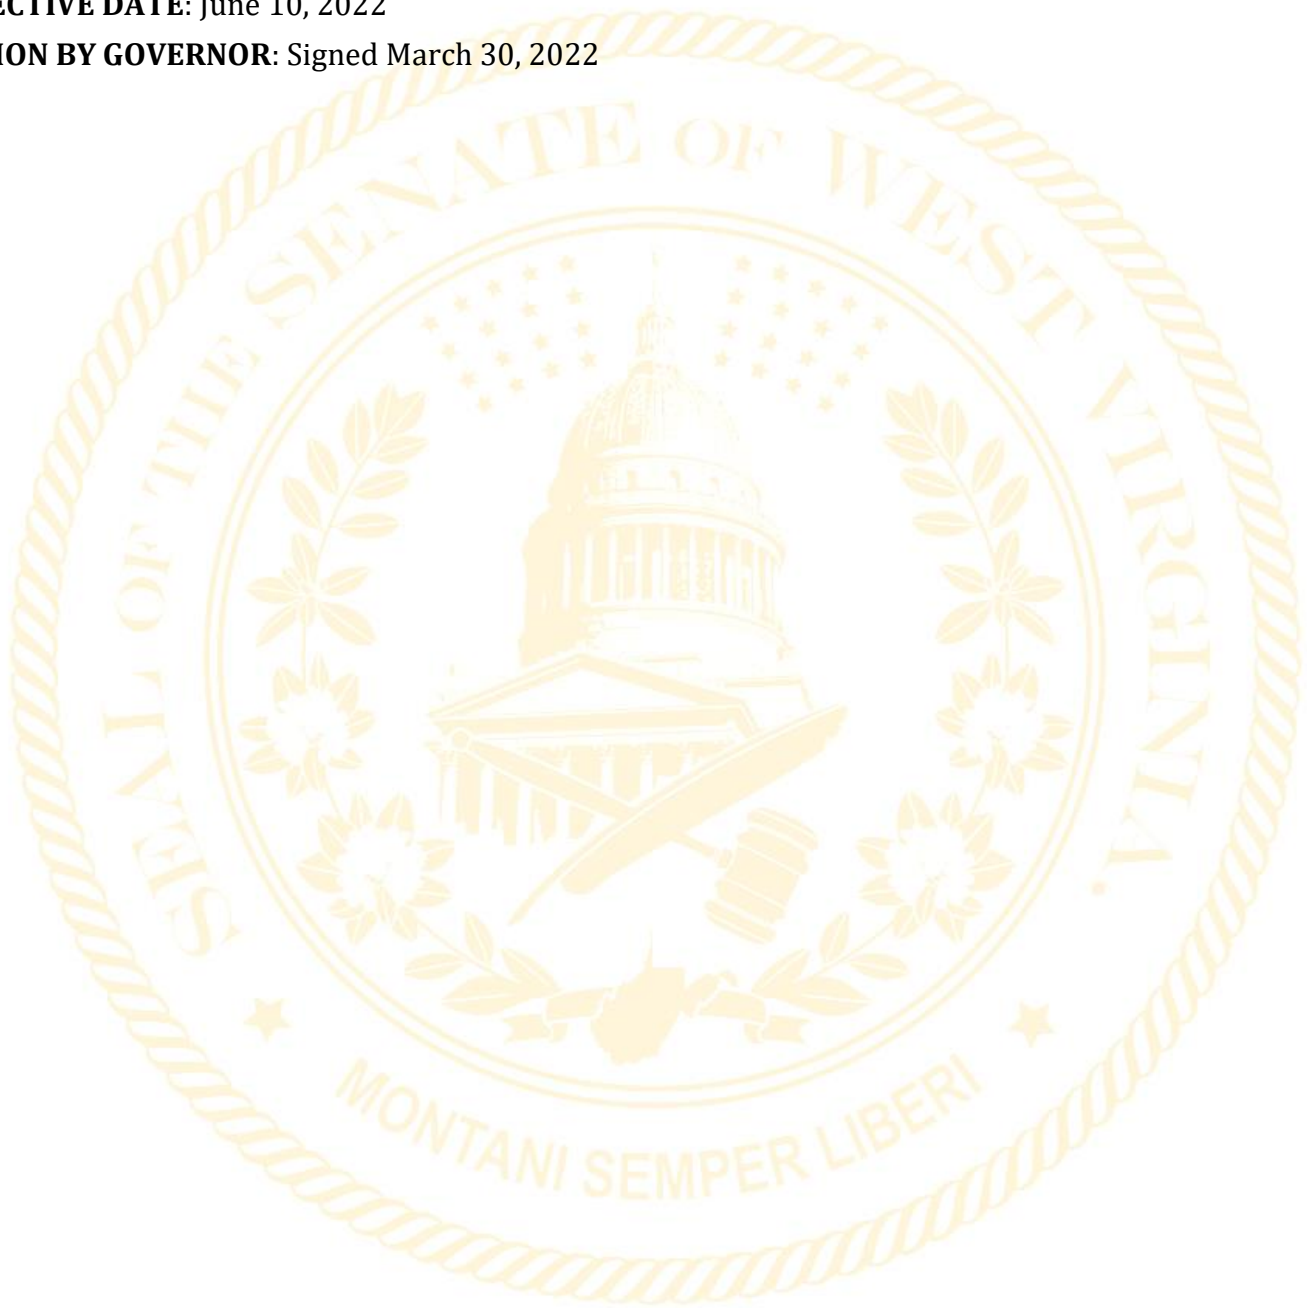 ECTIVE DATE: June 10, 2022
ION BY GOVERNOR: Signed March 30, 2022
SEAL OF THE SENATE OF WEST VIRGINIA
MONTANI SEMPER LIBERI